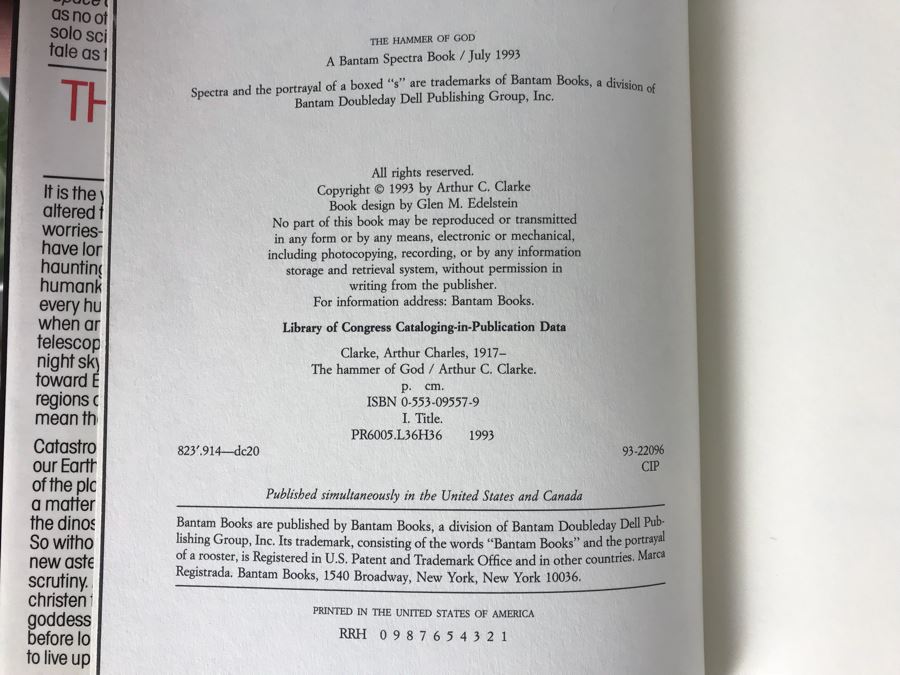 as no ot
solo sci
tale as
TH
It is the
altered
worries-
have lor
haunting
humank
every hu
when ar
telescop
night sky
toward E
regions
mean th
Catastro
our Earth
of the plc
a matter
the dinos
So witho
new aste
scrutiny.
christen
goddess
before lo
to live up
THE HAMMER OF GOD
A Bantam Spectra Book / July 1993
Spectra and the portrayal of a boxed “s” are trademarks of Bantam Books, a division of
Bantam Doubleday Dell Publishing Group, Inc.
All rights reserved.
Copyright © 1993 by Arthur C. Clarke
Book design by Glen M. Edelstein
No part of this book may be reproduced or transmitted
in any form or by any means, electronic or mechanical,
including photocopying, recording, or by any information
storage and retrieval system, without permission in
writing from the publisher.
For information address: Bantam Books.
Library of Congress Cataloging-in-Publication Data
Clarke, Arthur Charles, 1917–
The hammer of God / Arthur C. Clarke.
p. cm.
ISBN 0-553-09557-9
I. Title.
PR6005.L36H36 1993
823′.914—dc20 93-22096
CIP
Published simultaneously in the United States and Canada
Bantam Books are published by Bantam Books, a division of Bantam Doubleday Dell Pub-
lishing Group, Inc. Its trademark, consisting of the words “Bantam Books” and the portrayal
of a rooster, is Registered in U.S. Patent and Trademark Office and in other countries. Marca
Registrada. Bantam Books, 1540 Broadway, New York, New York 10036.
PRINTED IN THE UNITED STATES OF AMERICA
RRH 0 9 8 7 6 5 4 3 2 1